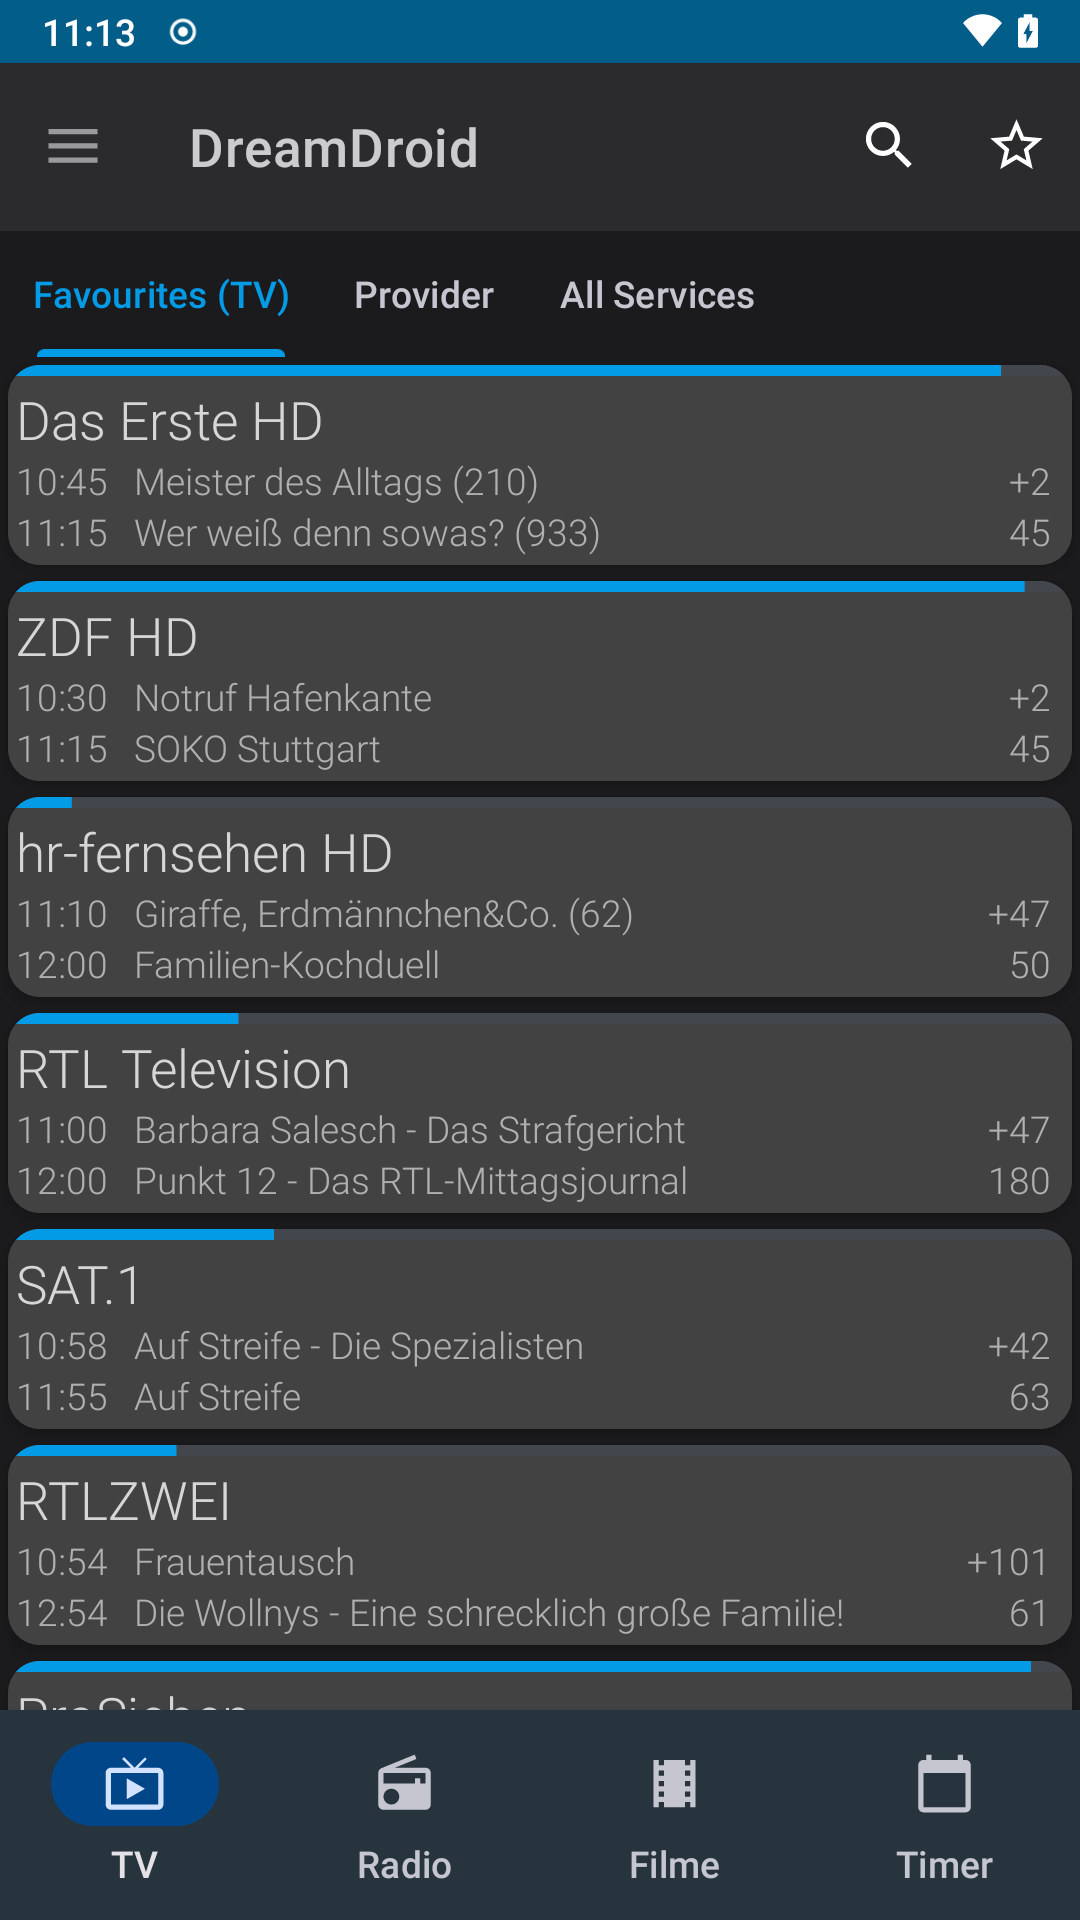 11:13
DreamDroid
Favourites (TV) Provider All Services
Das Erste HD
10:45 Meister des Alltags (210) +2
11:15 Wer weiß denn sowas? (933) 45
ZDF HD
10:30 Notruf Hafenkante +2
11:15 SOKO Stuttgart 45
hr-fernsehen HD
11:10 Giraffe, Erdmännchen&Co. (62) +47
12:00 Familien-Kochduell 50
RTL Television
11:00 Barbara Salesch - Das Strafgericht +47
12:00 Punkt 12 - Das RTL-Mittagsjournal 180
SAT.1
10:58 Auf Streife - Die Spezialisten +42
11:55 Auf Streife 63
RTLZWEI
10:54 Frauentausch +101
12:54 Die Wollnys - Eine schrecklich große Familie! 61
ProSieben
TV Radio Filme Timer